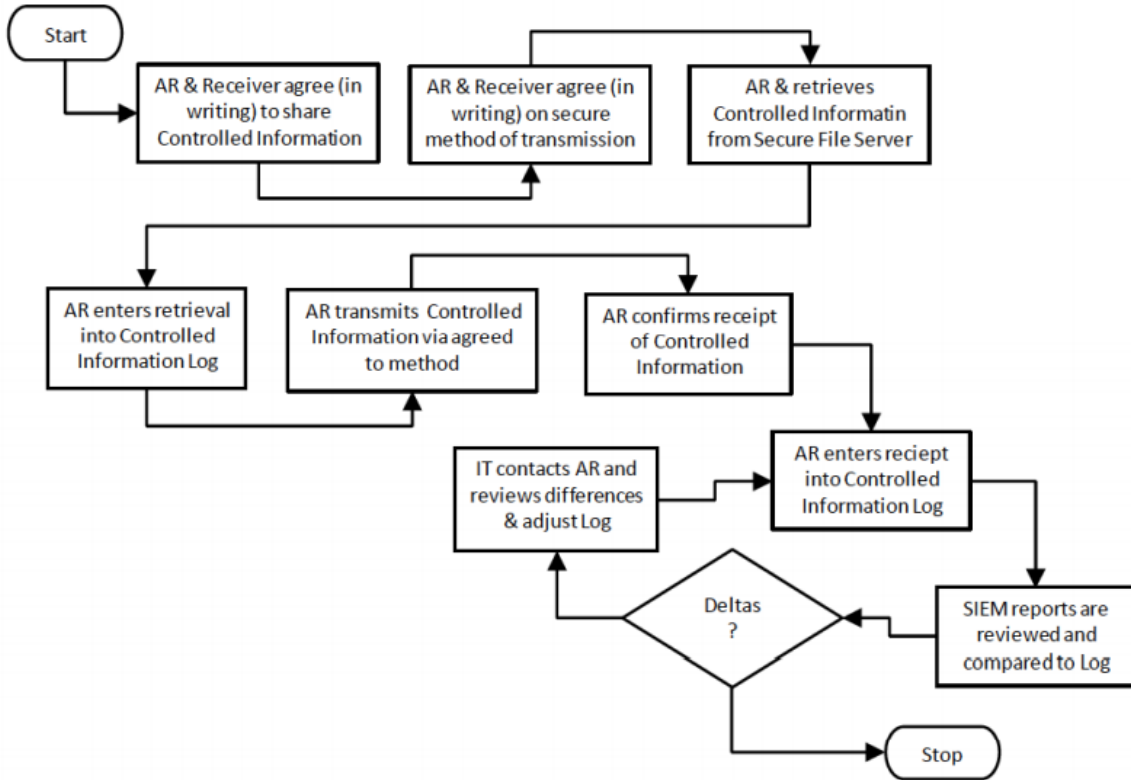 Start
AR & Receiver agree (in
writing) to share
Controlled Information
AR & Receiver agree (in
writing) on secure
method of transmission
AR & retrieves
Controlled Informatin
from Secure File Server
AR enters retrieval
into Controlled
Information Log
AR transmits Controlled
Information via agreed
to method
AR confirms receipt
of Controlled
Information
AR enters reciept
into Controlled
Information Log
IT contacts AR and
reviews differences
& adjust Log
SIEM reports are
reviewed and
compared to Log
Deltas
?
Stop